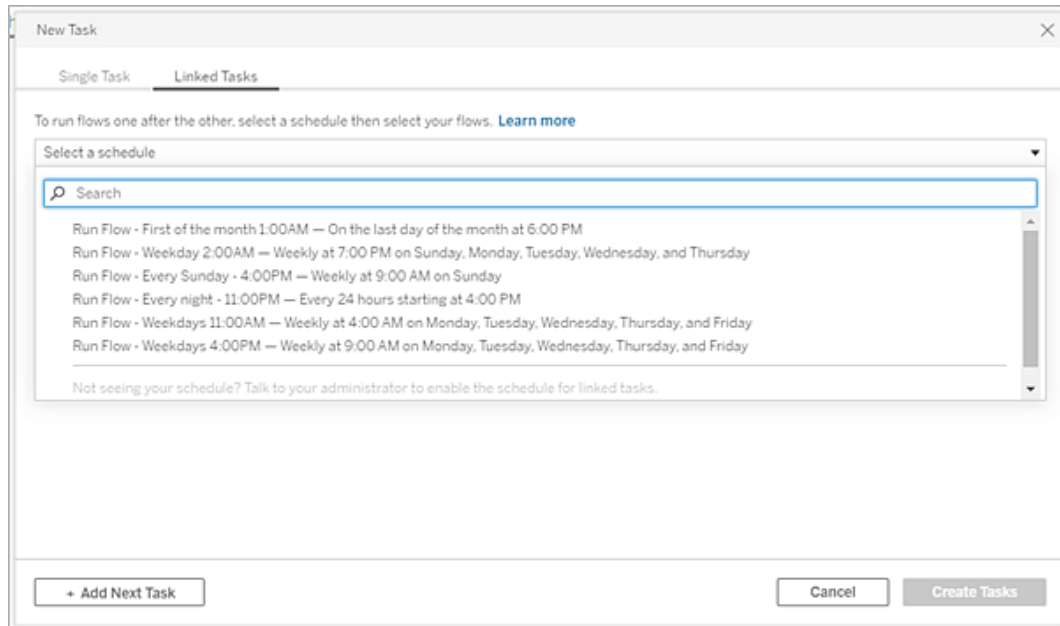 New Task
Single Task
Linked Tasks
To run flows one after the other, select a schedule then select your flows. Learn more
Select a schedule
Search
Run Flow - First of the month 1:00AM — On the last day of the month at 6:00 PM
Run Flow - Weekday 2:00AM — Weekly at 7:00 PM on Sunday, Monday, Tuesday, Wednesday, and Thursday
Run Flow - Every Sunday - 4:00PM — Weekly at 9:00 AM on Sunday
Run Flow - Every night - 11:00PM — Every 24 hours starting at 4:00 PM
Run Flow - Weekdays 11:00AM — Weekly at 4:00 AM on Monday, Tuesday, Wednesday, Thursday, and Friday
Run Flow - Weekdays 4:00PM — Weekly at 9:00 AM on Monday, Tuesday, Wednesday, Thursday, and Friday
Not seeing your schedule? Talk to your administrator to enable the schedule for linked tasks.
+ Add Next Task
Cancel
Create Tasks